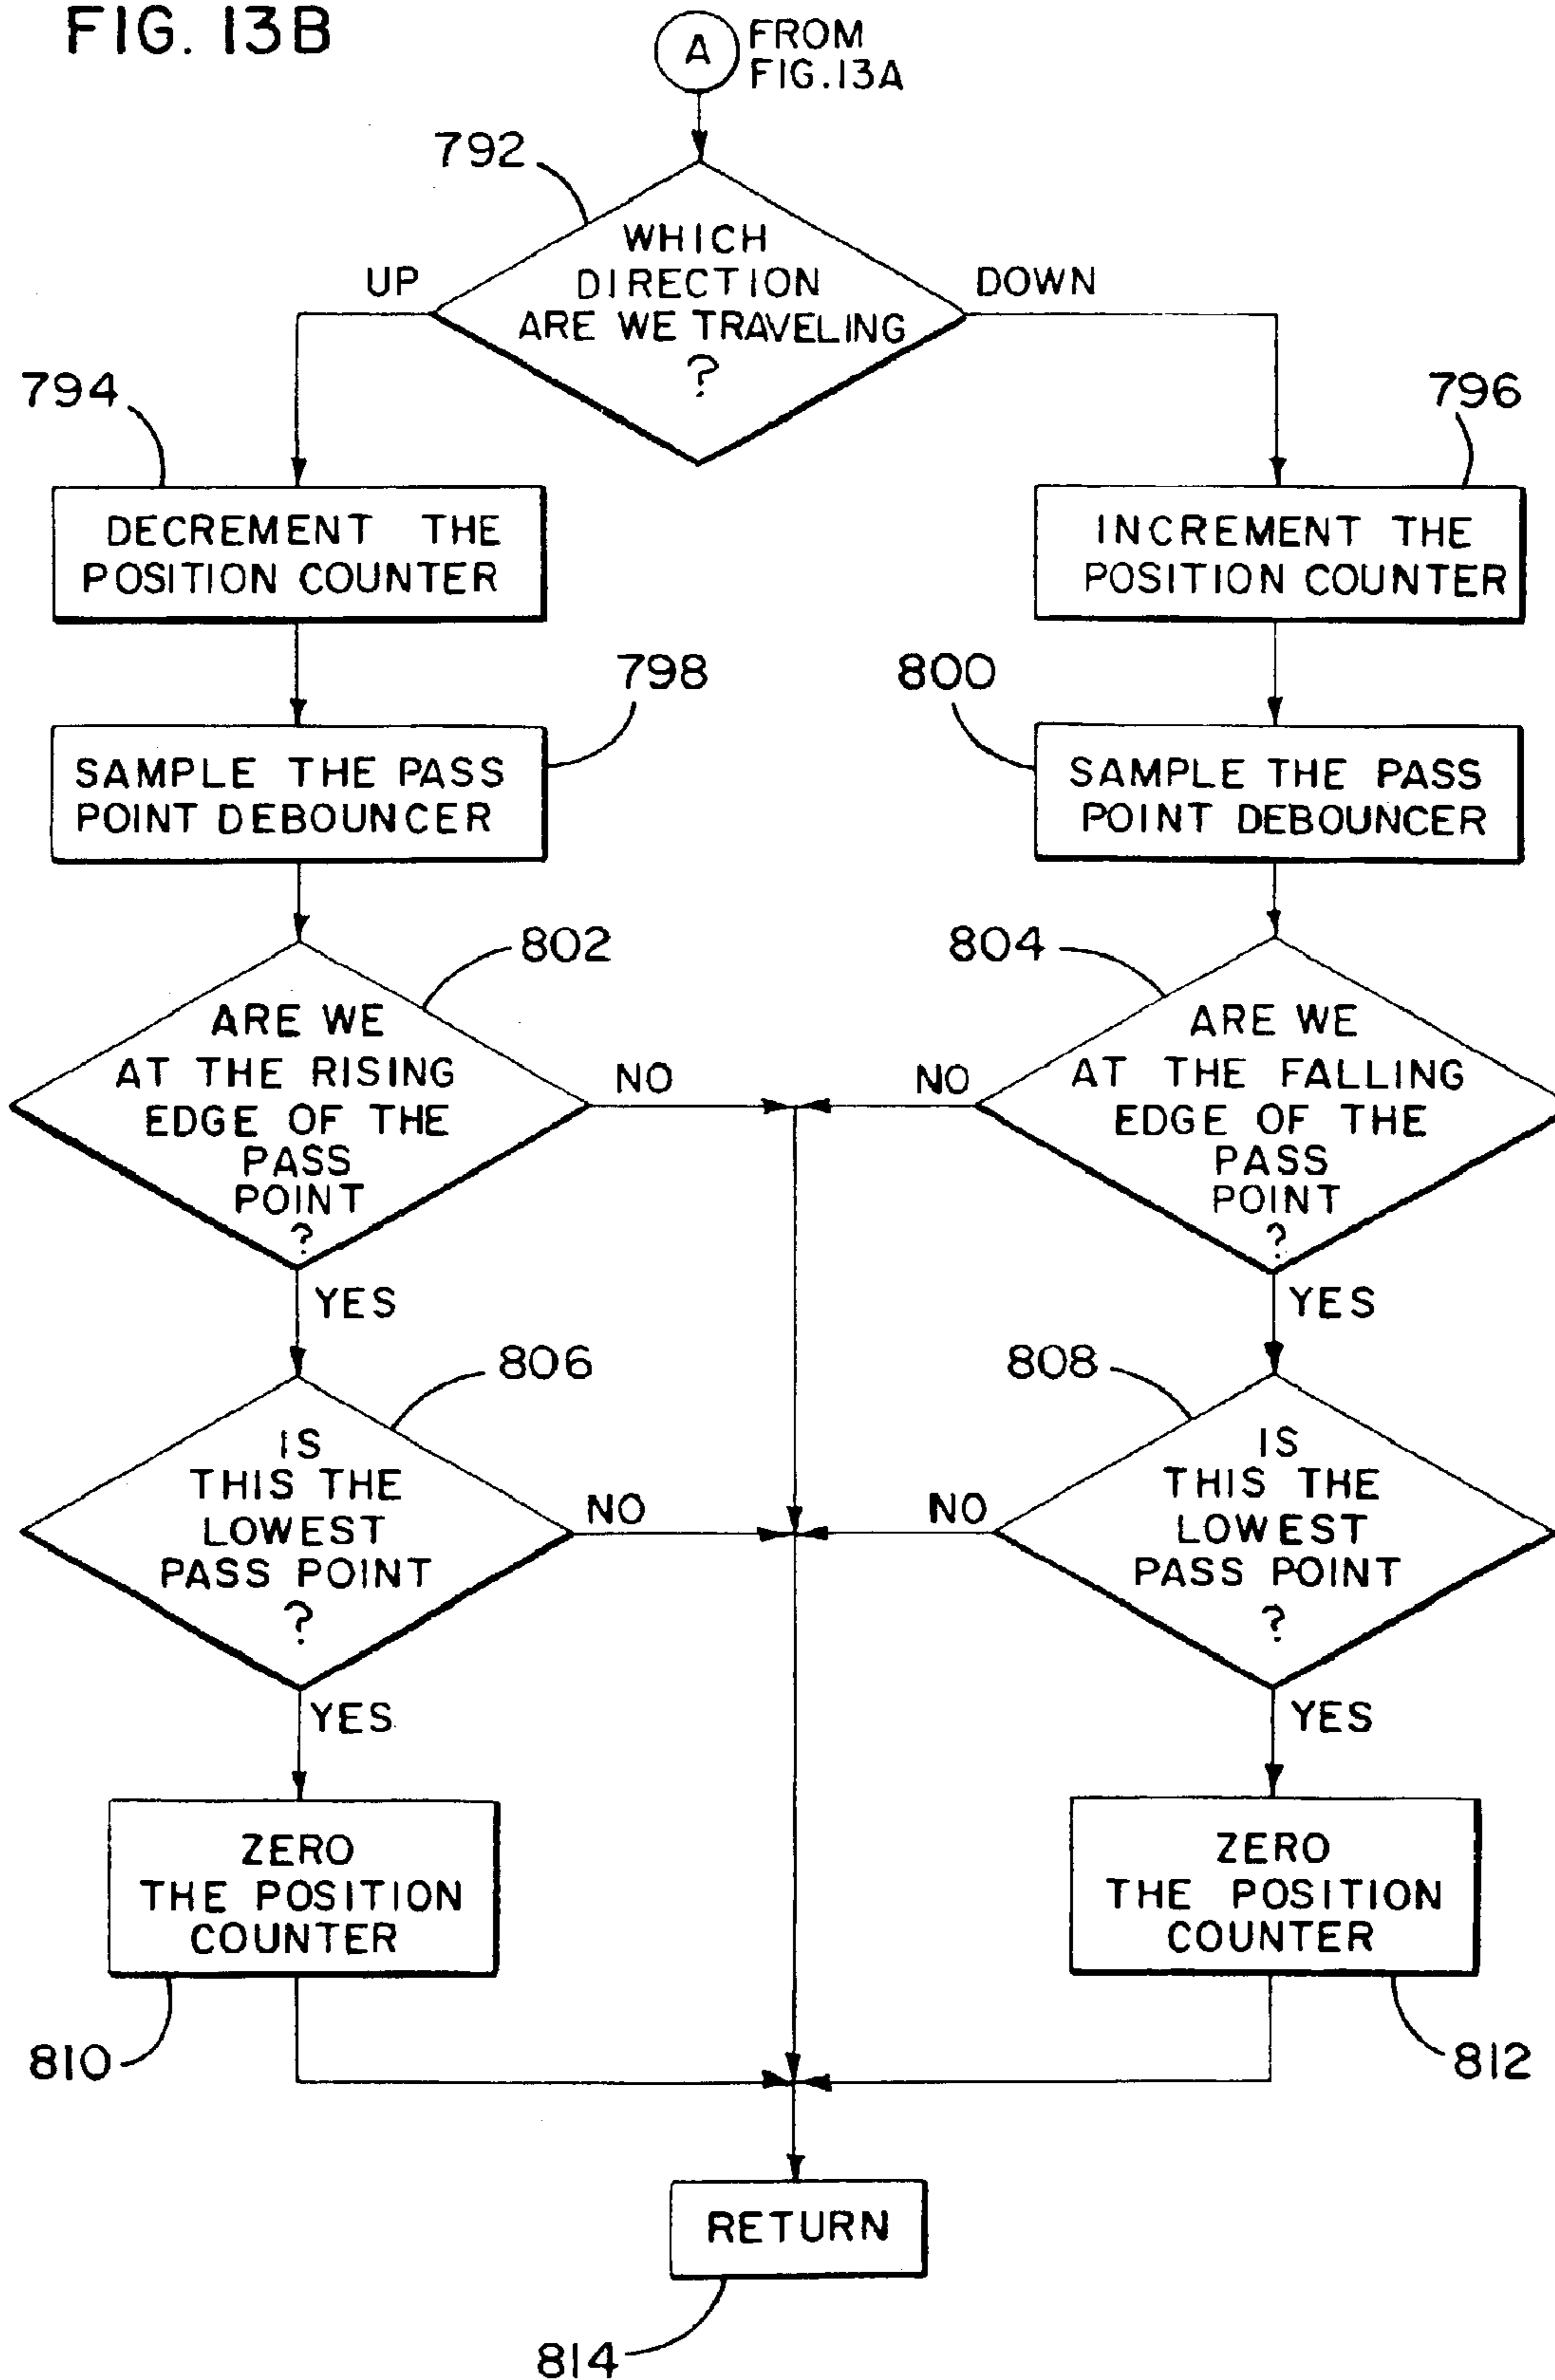 FIG. 13B
A
FROM
FIG.13A
792
WHICH
DIRECTION
ARE WE TRAVELING
?
UP
DOWN
794
796
DECREMENT THE
POSITION COUNTER
INCREMENT THE
POSITION COUNTER
798
800
SAMPLE THE PASS
POINT DEBOUNCER
SAMPLE THE PASS
POINT DEBOUNCER
802
804
ARE WE
AT THE RISING
EDGE OF THE
PASS
POINT
?
NO
NO
ARE WE
AT THE FALLING
EDGE OF THE
PASS
POINT
?
YES
YES
806
808
IS
THIS THE
LOWEST
PASS POINT
?
NO
NO
IS
THIS THE
LOWEST
PASS POINT
?
YES
YES
ZERO
THE POSITION
COUNTER
ZERO
THE POSITION
COUNTER
810
812
RETURN
814